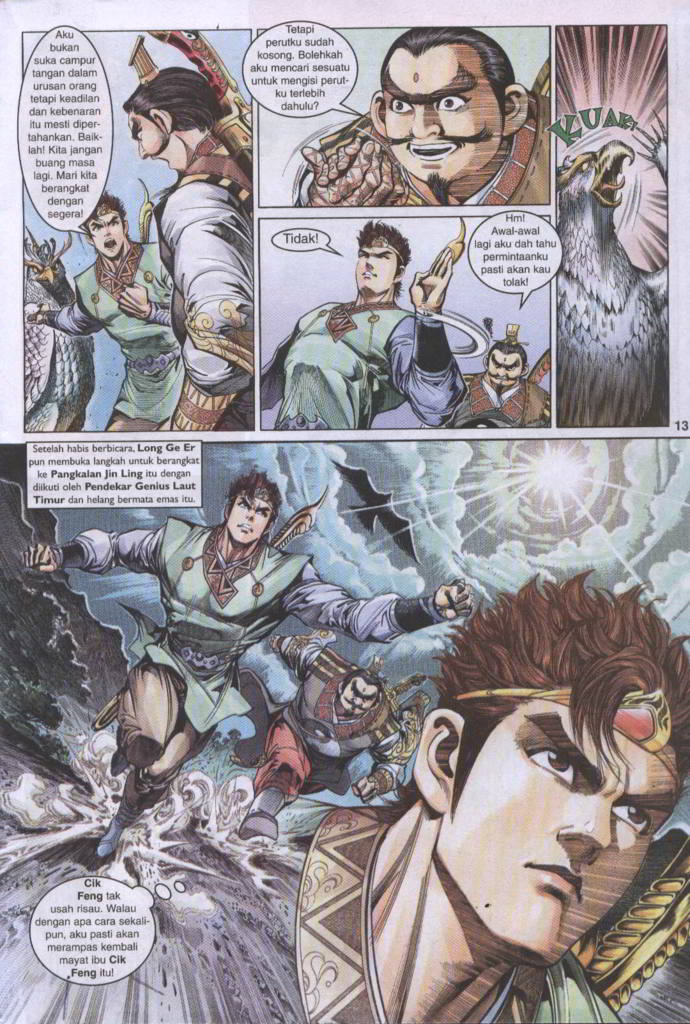 Aku
bukan
suka campur
tangan dalam
urusan orang
tetapi keadilan
dan kebenaran
itu mesti diper-
tahankan. Baik-
lah! Kita jangan
buang masa
lagi. Mari kita
berangkat
dengan
segera!
Tetapi
perutku sudah
kosong. Bolehkah
aku mencari sesuatu
untuk mengisi perut-
ku terlebih
dahulu?
Tidak!
Hm!
Awal-awal
lagi aku dah tahu
permintaanku
pasti akan kau
tolak!
KUAK!
13
Setelah habis berbicara, Long Ge Er
pun membuka langkah untuk berangkat
ke Pangkalan Jin Ling itu dengan
diikuti oleh Pendekar Genius Laut
Timur dan helang bermata emas itu.
Cik
Feng tak
usah risau. Walau
dengan apa cara sekali-
pun, aku pasti akan
merampas kembali
mayat ibu Cik
Feng itu!